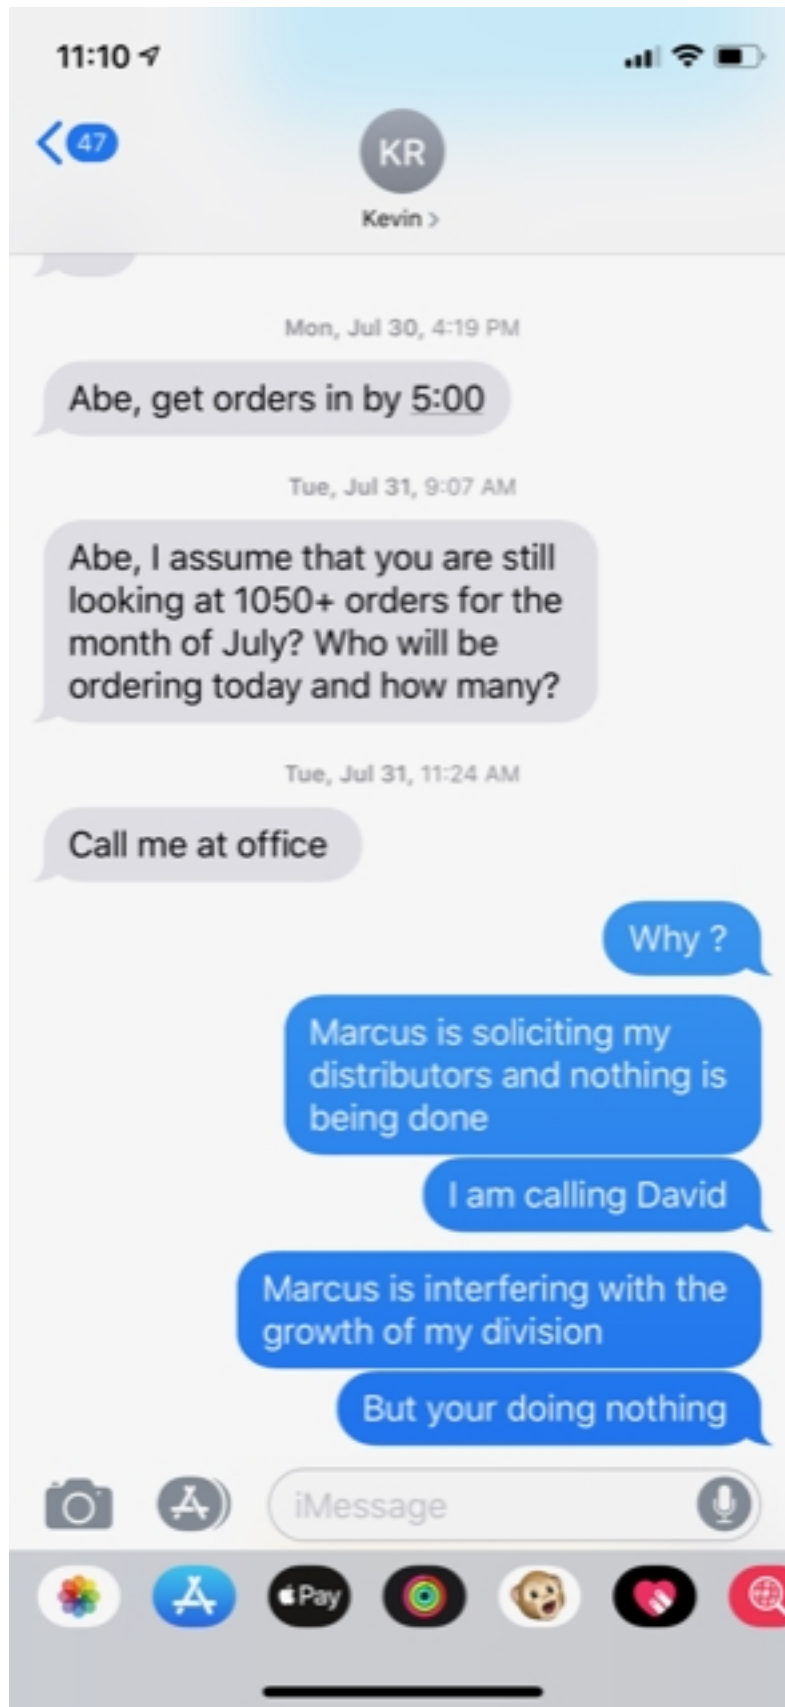 11:10
47
KR
Kevin >
Mon, Jul 30, 4:19 PM
Abe, get orders in by 5:00
Tue, Jul 31, 9:07 AM
Abe, I assume that you are still
looking at 1050+ orders for the
month of July? Who will be
ordering today and how many?
Tue, Jul 31, 11:24 AM
Call me at office
Why ?
Marcus is soliciting my
distributors and nothing is
being done
I am calling David
Marcus is interfering with the
growth of my division
But your doing nothing
iMessage
Pay